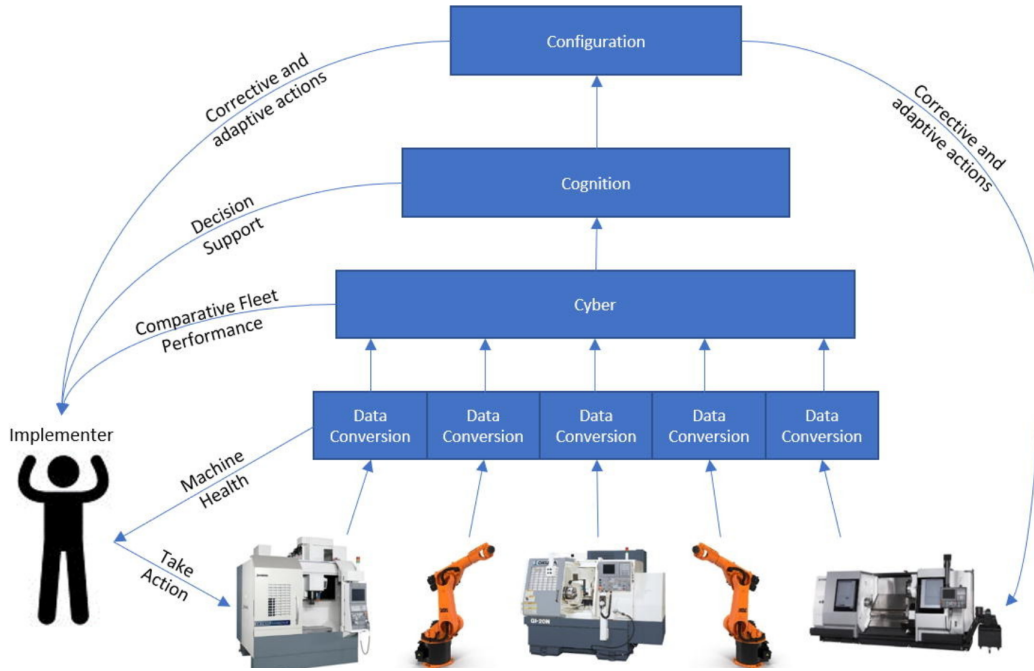 Configuration
Corrective and
adaptive actions
Corrective and
adaptive actions
Cognition
Decision
Support
Cyber
Comparative Fleet
Performance
Data
Conversion
Data
Conversion
Data
Conversion
Data
Conversion
Data
Conversion
Implementer
Machine
Health
Take
Action